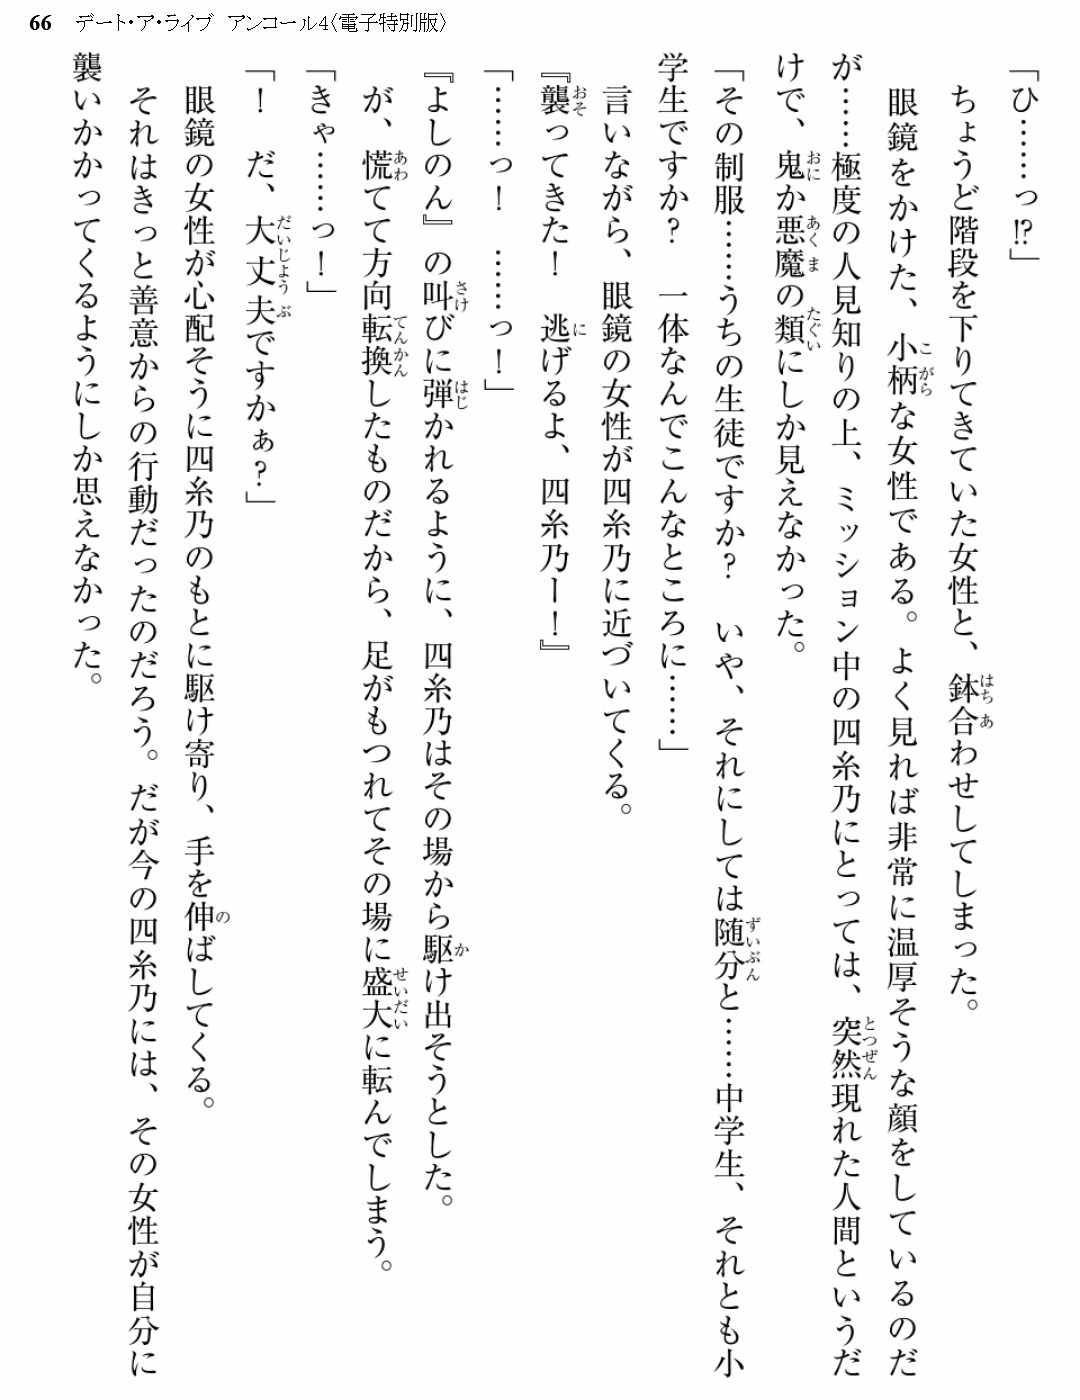 66 デート・ア・ライブ アンコール4〈電子特別版〉
「ひ……っ!?」
　ちょうど階段を下りてきていた女性と、鉢合わせしてしまった。
　眼鏡をかけた、小柄な女性である。よく見れば非常に温厚そうな顔をしているのだ
が……極度の人見知りの上、ミッション中の四糸乃にとっては、突然現れた人間というだ
けで、鬼か悪魔の類にしか見えなかった。
「その制服……うちの生徒ですか？　いや、それにしては随分と……中学生、それとも小
学生ですか？　一体なんでこんなところに……」
　言いながら、眼鏡の女性が四糸乃に近づいてくる。
『襲ってきた！　逃げるよ、四糸乃ー！』
「……っ！　……っ！」
『よしのん』の叫びに弾かれるように、四糸乃はその場から駆け出そうとした。
　が、慌てて方向転換したものだから、足がもつれてその場に盛大に転んでしまう。
「きゃ……っ！」
「！　だ、大丈夫ですかぁ？」
　眼鏡の女性が心配そうに四糸乃のもとに駆け寄り、手を伸ばしてくる。
　それはきっと善意からの行動だったのだろう。だが今の四糸乃には、その女性が自分に
襲いかかってくるようにしか思えなかった。